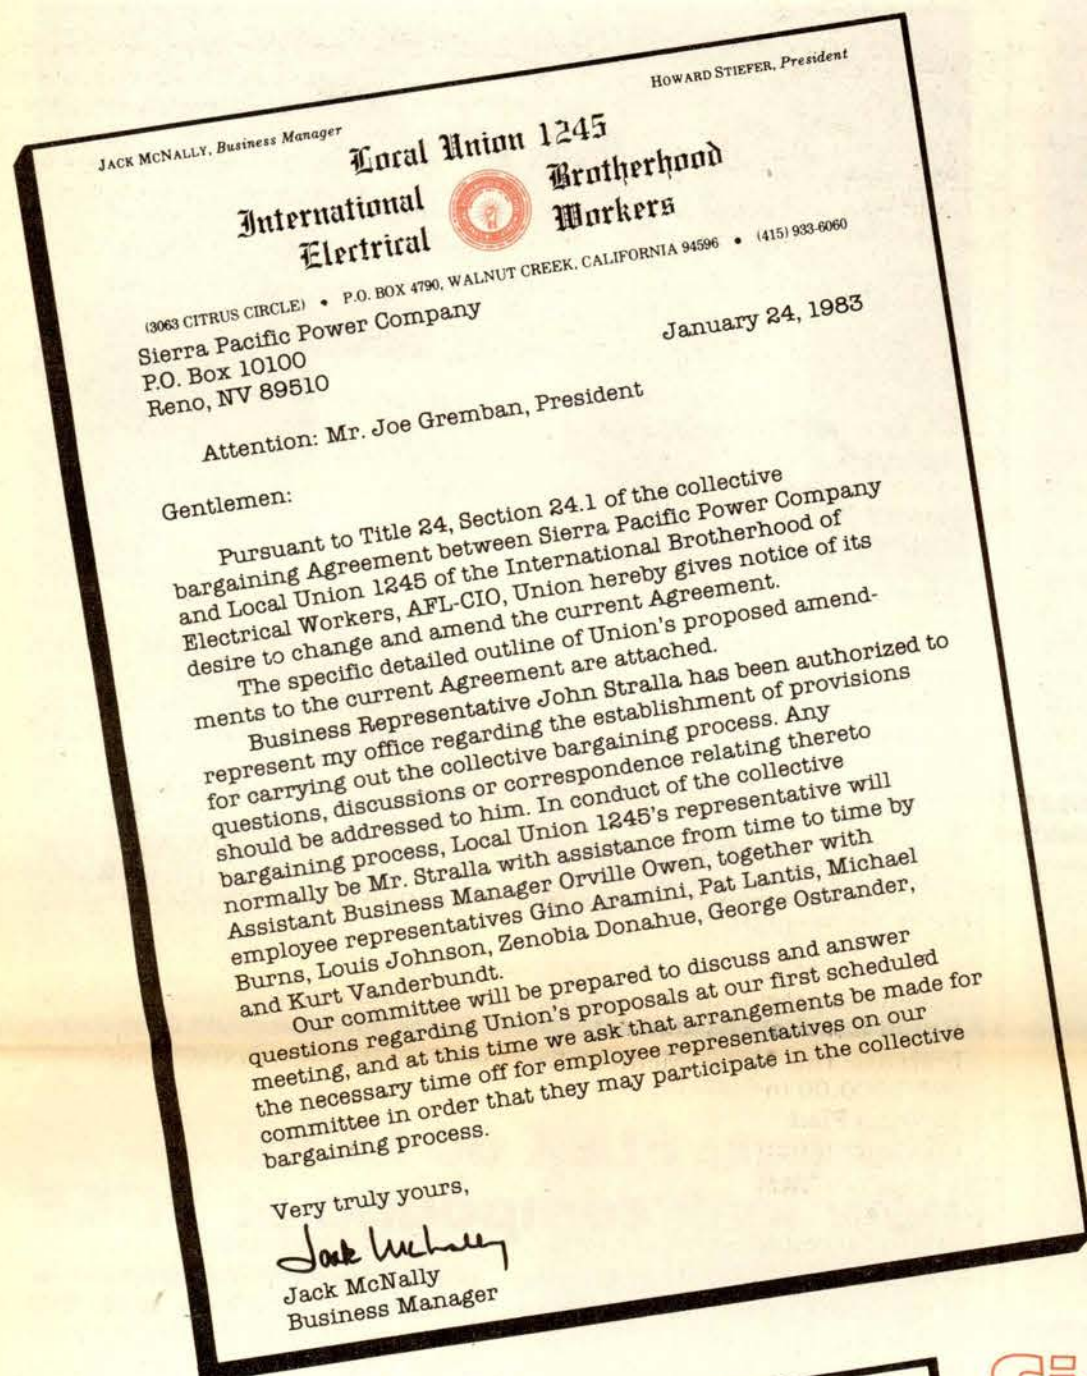 HOWARD STIEFER, President
JACK MCNALLY, Business Manager
Local Union 1245
International Brotherhood
Electrical Workers
(3063 CITRUS CIRCLE) • P.O. BOX 4790, WALNUT CREEK, CALIFORNIA 94596 • (415) 933-6060
Sierra Pacific Power Company
P.O. Box 10100
Reno, NV 89510
January 24, 1983
Attention: Mr. Joe Gremban, President
Gentlemen:
Pursuant to Title 24, Section 24.1 of the collective
bargaining Agreement between Sierra Pacific Power Company
and Local Union 1245 of the International Brotherhood of
Electrical Workers, AFL-CIO, Union hereby gives notice of its
desire to change and amend the current Agreement.
The specific detailed outline of Union's proposed amend-
ments to the current Agreement are attached.
Business Representative John Stralla has been authorized to
represent my office regarding the establishment of provisions
for carrying out the collective bargaining process. Any
questions, discussions or correspondence relating thereto
should be addressed to him. In conduct of the collective
bargaining process, Local Union 1245's representative will
normally be Mr. Stralla with assistance from time to time by
Assistant Business Manager Orville Owen, together with
employee representatives Gino Aramini, Pat Lantis, Michael
Burns, Louis Johnson, Zenobia Donahue, George Ostrander,
and Kurt Vanderbundt.
Our committee will be prepared to discuss and answer
questions regarding Union's proposals at our first scheduled
meeting, and at this time we ask that arrangements be made for
the necessary time off for employee representatives on our
committee in order that they may participate in the collective
bargaining process.
Very truly yours,
Jack McNally
Jack McNally
Business Manager